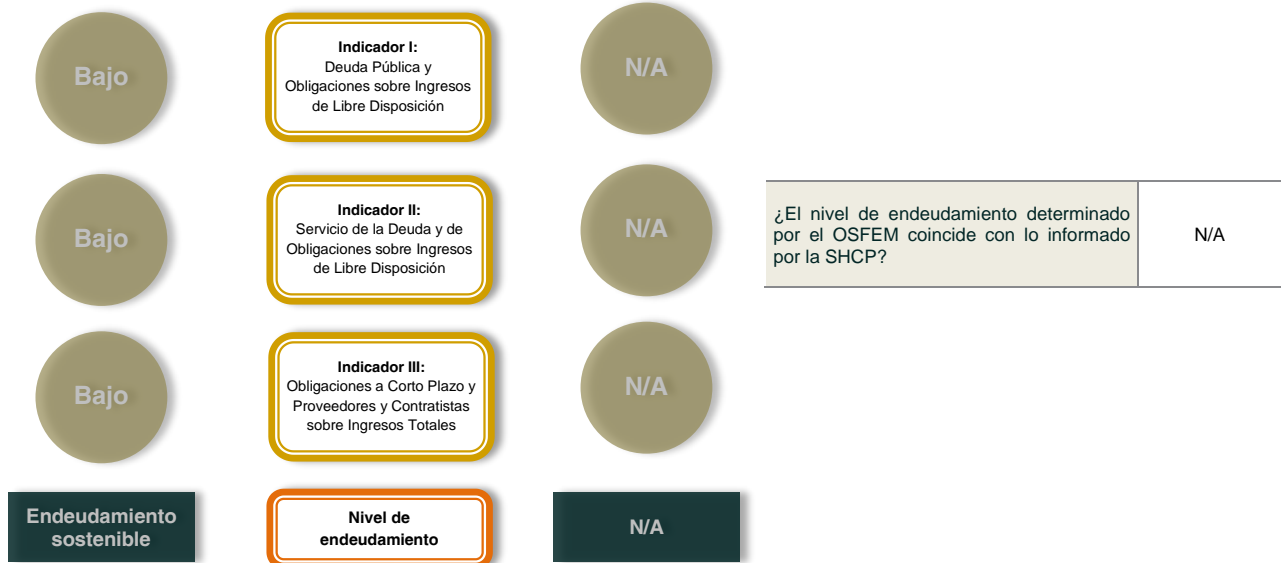 Bajo
Indicador I:
Deuda Pública y
Obligaciones sobre Ingresos
de Libre Disposición
N/A
Bajo
Indicador II:
Servicio de la Deuda y de
Obligaciones sobre Ingresos
de Libre Disposición
N/A
¿El nivel de endeudamiento determinado
por el OSFEM coincide con lo informado
por la SHCP?
N/A
Bajo
Indicador III:
Obligaciones a Corto Plazo y
Proveedores y Contratistas
sobre Ingresos Totales
N/A
Endeudamiento
sostenible
Nivel de
endeudamiento
N/A